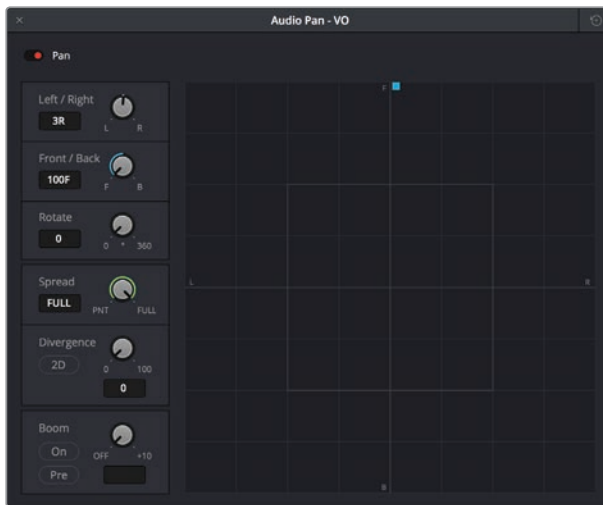 Audio Pan - VO
Pan
Left / Right
3R
L R
Front / Back
100F
F B
Rotate
0
0 * 360
Spread
FULL
PNT FULL
Divergence
2D
0 100
0
Boom
On
OFF +10
Pre
F
L
R
B